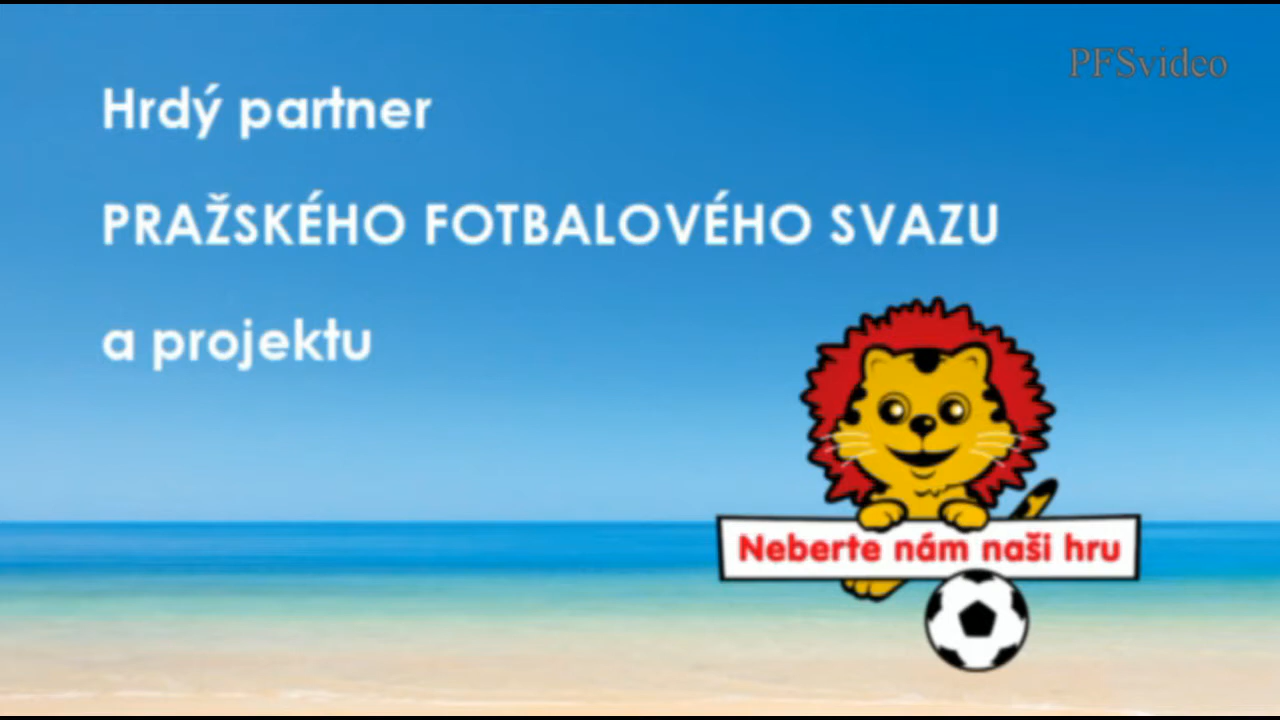 PFSvideo
Hrdý partner
PRAŽSKÉHO FOTBALOVÉHO SVAZU
a projektu
Neberte nám naši hru